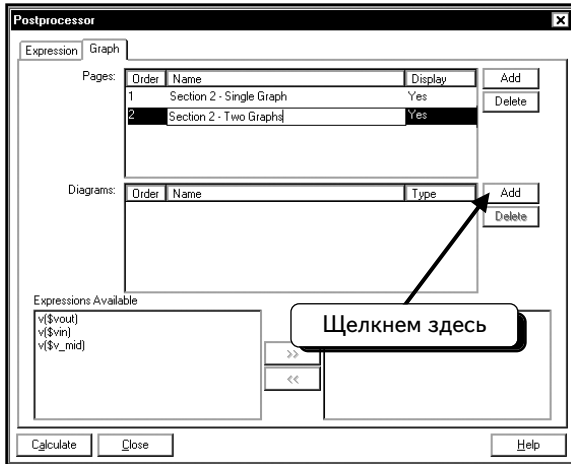 Postprocessor
Expression Graph
Pages: Order Name Display Add
1 Section 2 - Single Graph Yes Delete
2 Section 2 - Two Graphs Yes
Diagrams: Order Name Type Add
Delete
Expressions Available
v($vout)
v($vin)
v($v_mid)
Щелкнем здесь
>>
<<
Calculate Close Help